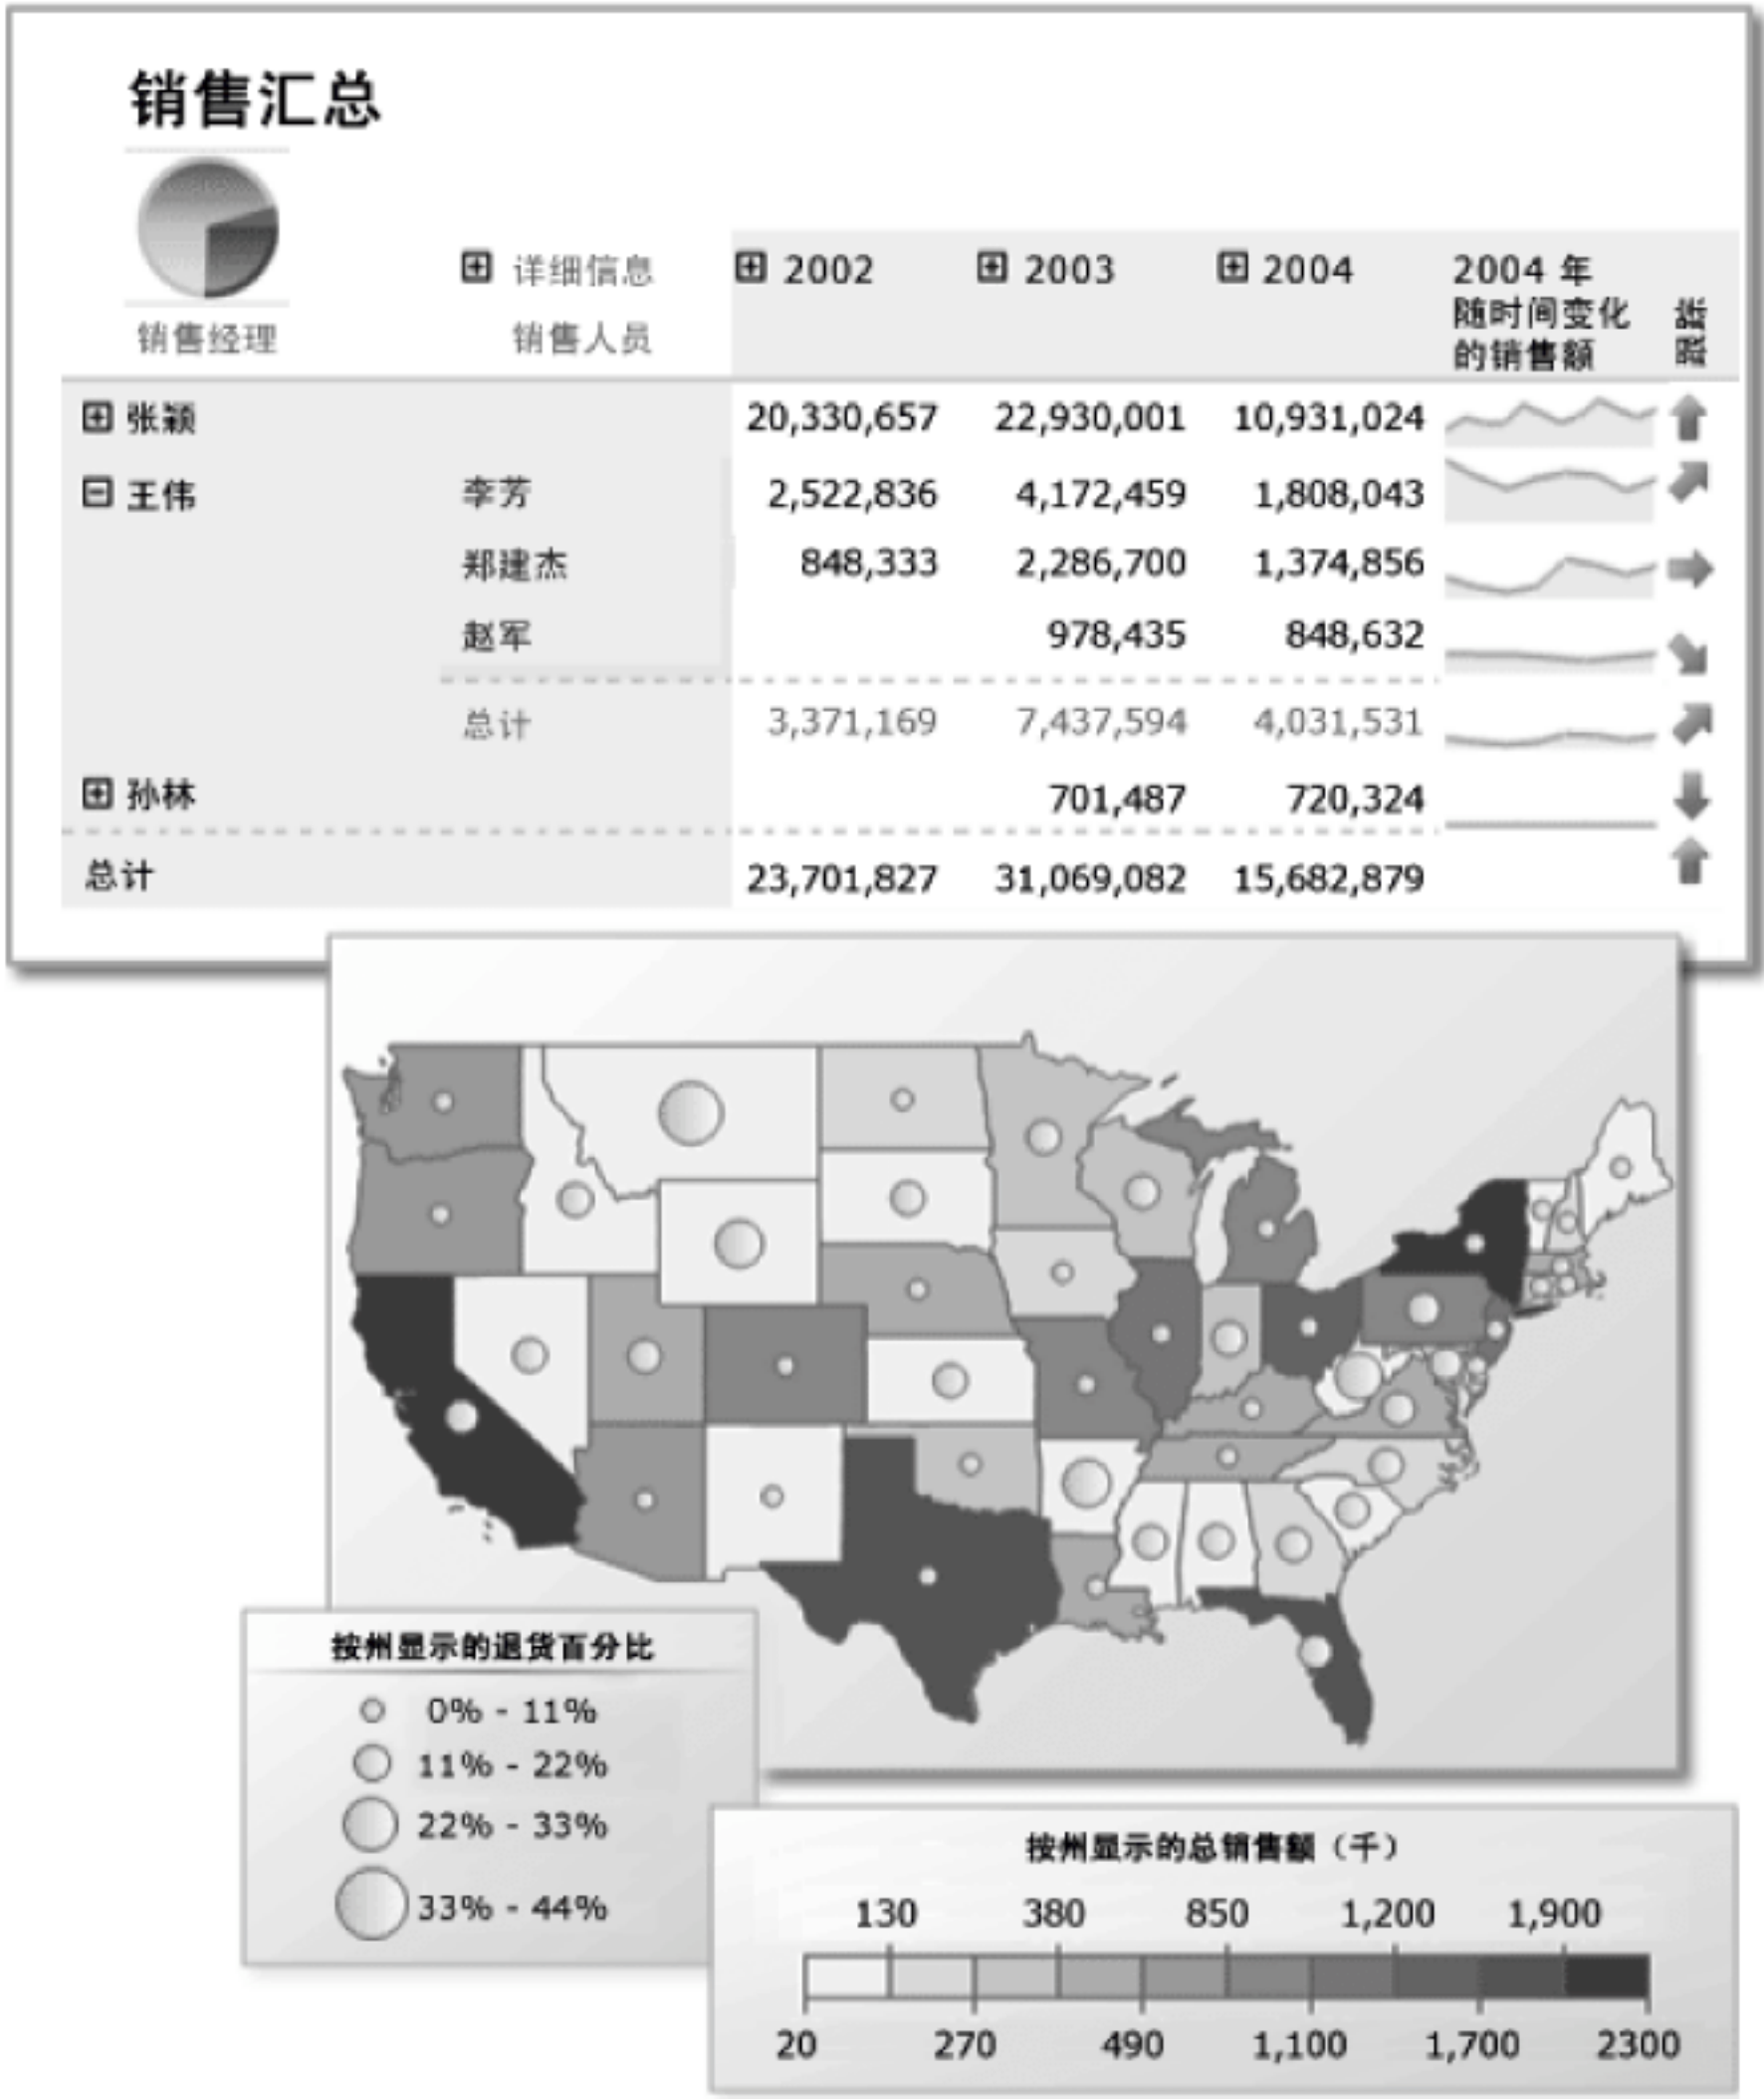 销售汇总
详细信息 2002 2003 2004 2004 年
随时间变化
的销售额
跟踪
销售经理 销售人员
张颖 20,330,657 22,930,001 10,931,024
王伟 李芳 2,522,836 4,172,459 1,808,043
郑建杰 848,333 2,286,700 1,374,856
赵军 978,435 848,632
总计 3,371,169 7,437,594 4,031,531
孙林 701,487 720,324
总计 23,701,827 31,069,082 15,682,879
按州显示的退货百分比
0% - 11%
11% - 22%
22% - 33%
33% - 44%
按州显示的总销售额（千）
130 380 850 1,200 1,900
20 270 490 1,100 1,700 2300